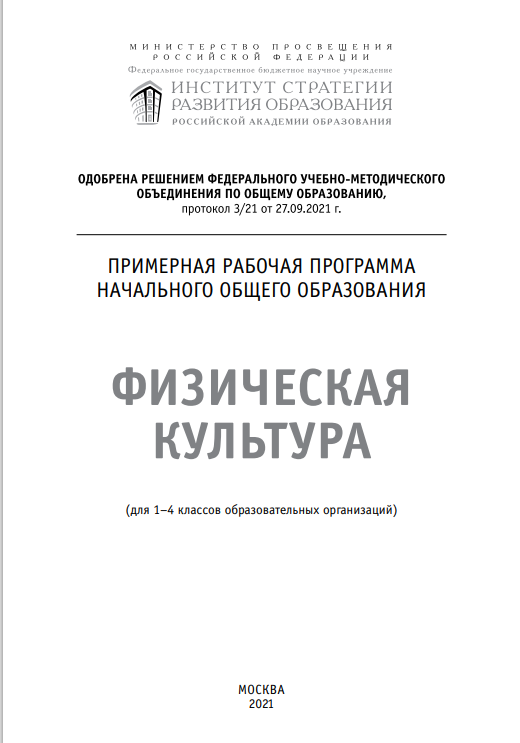 МИНИСТЕРСТВО ПРОСВЕЩЕНИЯ
РОССИЙСКОЙ ФЕДЕРАЦИИ
Федеральное государственное бюджетное научное учреждение
ИНСТИТУТ СТРАТЕГИИ
РАЗВИТИЯ ОБРАЗОВАНИЯ
РОССИЙСКОЙ АКАДЕМИИ ОБРАЗОВАНИЯ
ОДОБРЕНА РЕШЕНИЕМ ФЕДЕРАЛЬНОГО УЧЕБНО-МЕТОДИЧЕСКОГО
ОБЪЕДИНЕНИЯ ПО ОБЩЕМУ ОБРАЗОВАНИЮ,
протокол 3/21 от 27.09.2021 г.
ПРИМЕРНАЯ РАБОЧАЯ ПРОГРАММА
НАЧАЛЬНОГО ОБЩЕГО ОБРАЗОВАНИЯ
ФИЗИЧЕСКАЯ
КУЛЬТУРА
(для 1–4 классов образовательных организаций)
МОСКВА
2021